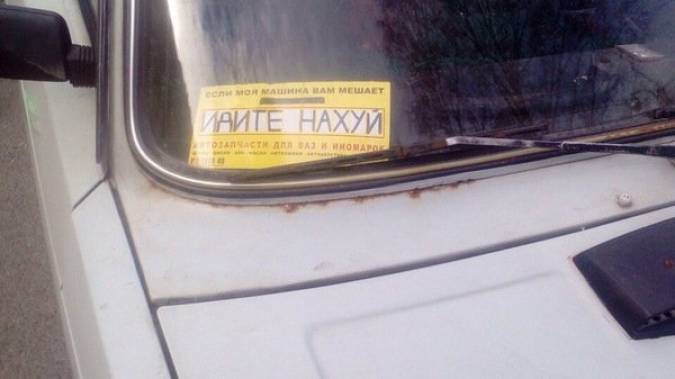 ЕСЛИ МОЯ МАШИНА ВАМ МЕШАЕТ
ИДИТЕ НАХУЙ
АВТОЗАПЧАСТИ ДЛЯ ВАЗ И ИНОМАРОК